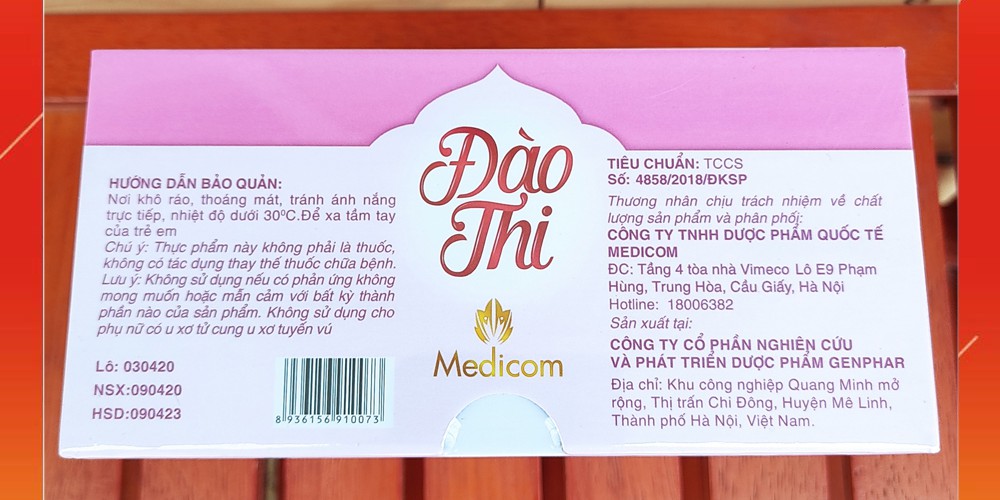 HƯỚNG DẪN BẢO QUẢN:
Nơi khô ráo, thoáng mát, tránh ánh nắng
trực tiếp, nhiệt độ dưới 30⁰C.Để xa tầm tay
của trẻ em
Chú ý: Thực phẩm này không phải là thuốc,
không có tác dụng thay thế thuốc chữa bệnh.
Lưu ý: Không sử dụng nếu có phản ứng không
mong muốn hoặc mẫn cảm với bất kỳ thành
phần nào của sản phẩm. Không sử dụng cho
phụ nữ có u xơ tử cung u xơ tuyến vú
Lô: 030420
NSX:090420
HSD:090423
8 936156 910073
Đào
Thi
Medicom
TIÊU CHUẨN: TCCS
Số: 4858/2018/ĐKSP
Thương nhân chịu trách nhiệm về chất
lượng sản phẩm và phân phối:
CÔNG TY TNHH DƯỢC PHẨM QUỐC TẾ
MEDICOM
ĐC: Tầng 4 tòa nhà Vimeco Lô E9 Phạm
Hùng, Trung Hòa, Cầu Giấy, Hà Nội
Hotline: 18006382
Sản xuất tại:
CÔNG TY CỔ PHẦN NGHIÊN CỨU
VÀ PHÁT TRIỂN DƯỢC PHẨM GENPHAR
Địa chỉ: Khu công nghiệp Quang Minh mở
rộng, Thị trấn Chi Đông, Huyện Mê Linh,
Thành phố Hà Nội, Việt Nam.